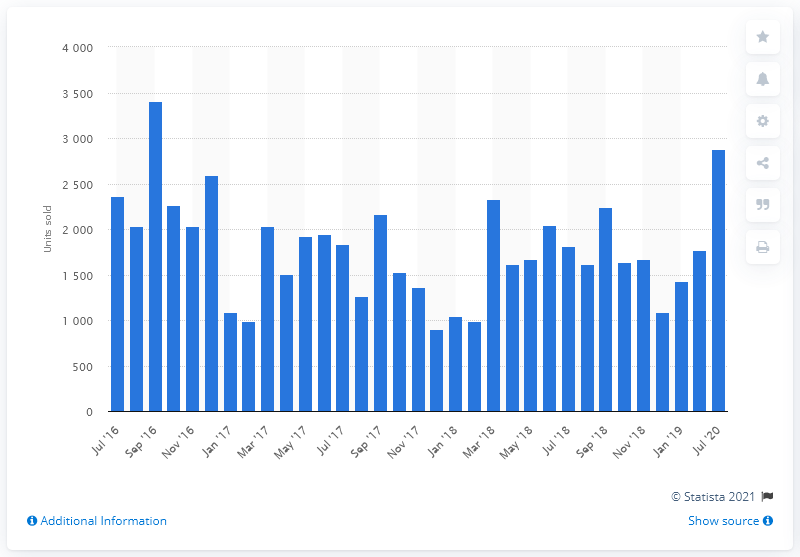 4 000
3 500
3 000
2 500
2 000
1 500
1 000
500
0
Units sold
Jul '16
Sep '16
Nov '16
Jan '17
Mar '17
May '17
Jul '17
Sep '17
Nov '17
Jan '18
Mar '18
May '18
Jul '18
Sep '18
Nov '18
Jan '19
Jul '20
© Statista 2021
Additional Information
Show source